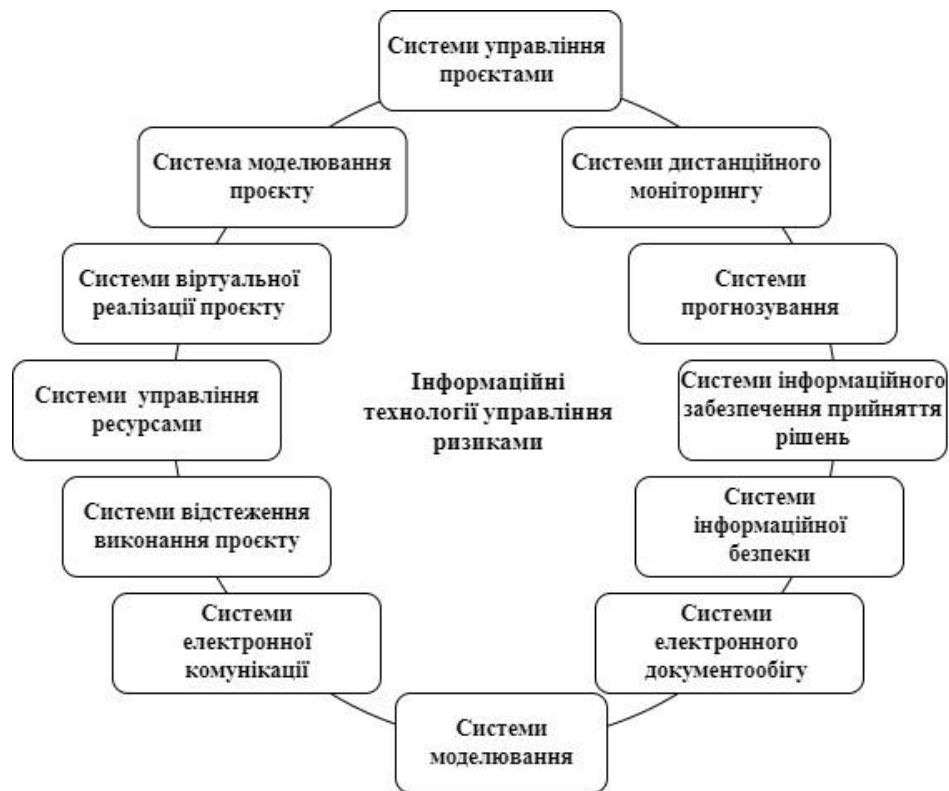 Системи управління
проєктами
Система моделювання
проєкту
Системи дистанційного
моніторингу
Системи віртуальної
реалізації проєкту
Системи
прогнозування
Системи управління
ресурсами
Інформаційні
технології управління
ризиками
Системи інформаційного
забезпечення прийняття
рішень
Системи відстеження
виконання проєкту
Системи
інформаційної
безпеки
Системи
електронної
комунікації
Системи
електронного
документообігу
Системи
моделювання